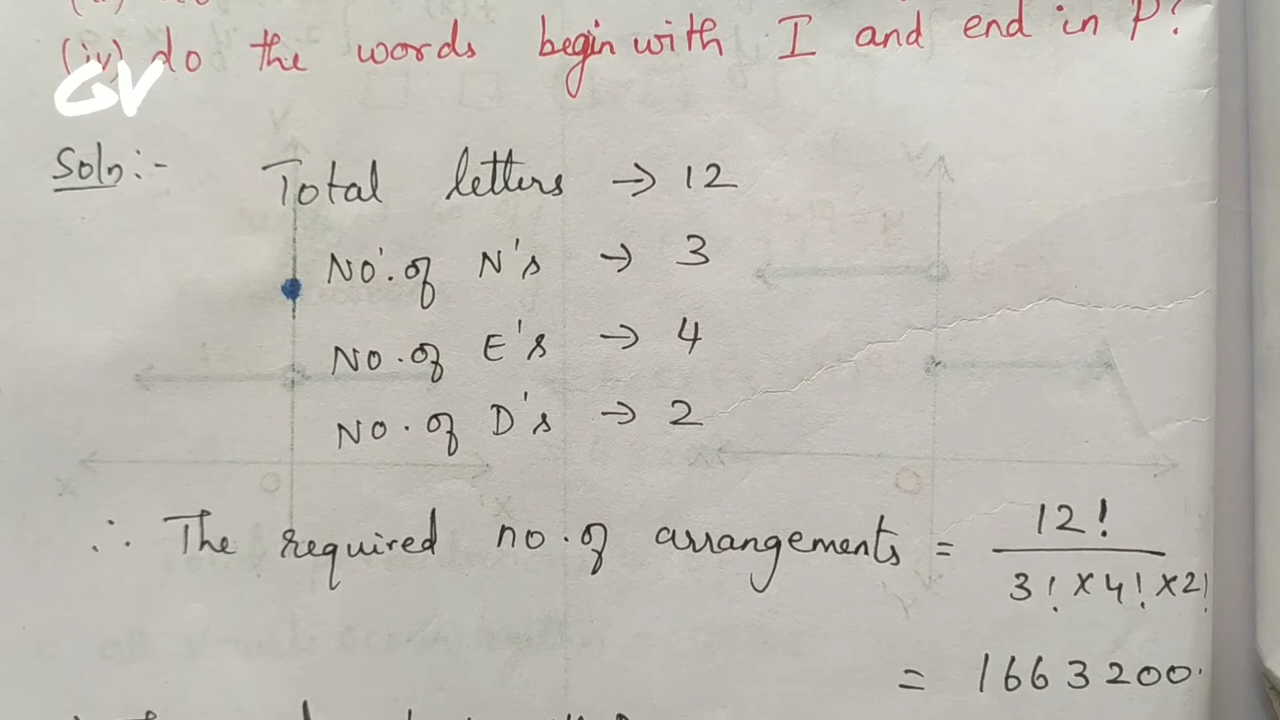 (iv) do the words begin with I and end in P?
GV
Soln:-
Total letters → 12
No. of N's → 3
No. of E's → 4
No. of D's → 2
∴ The required no. of arrangements = 12! / 3! × 4! × 2!
= 1663200.